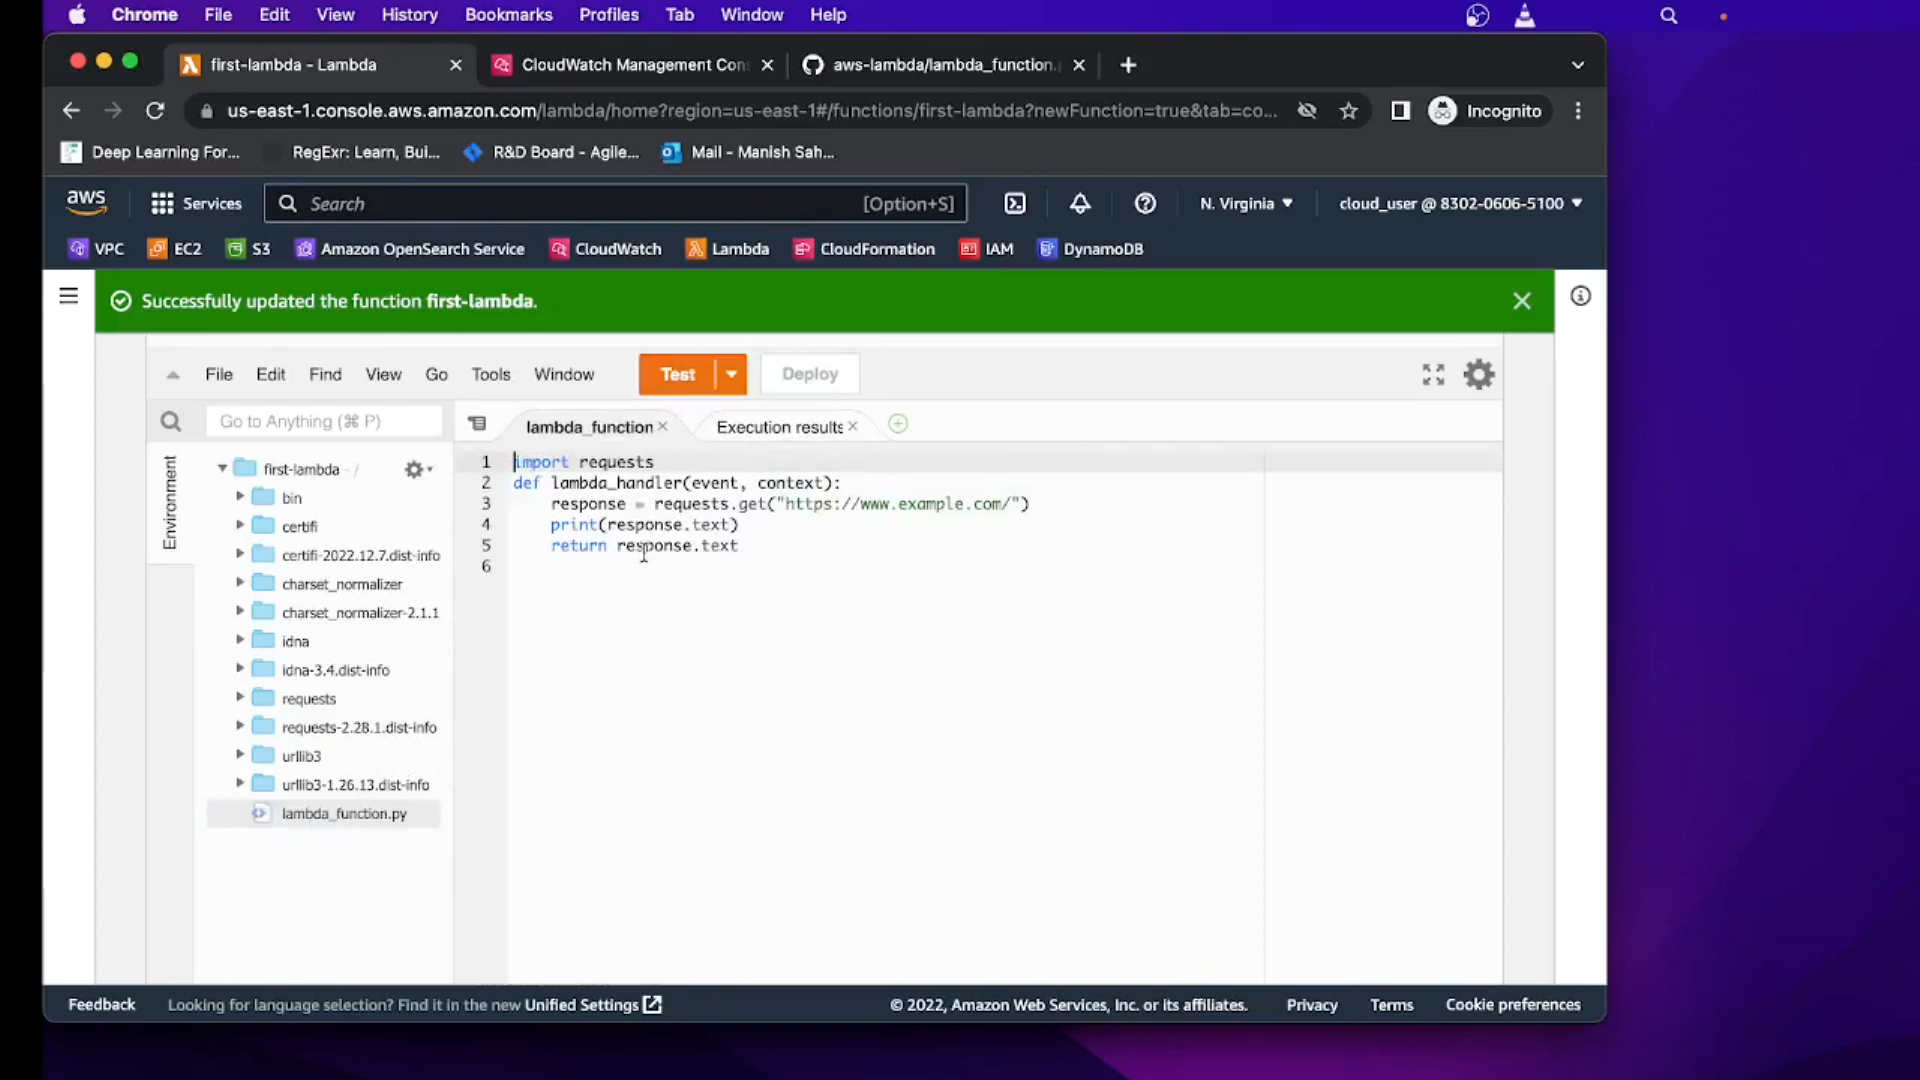 Chrome File Edit View History Bookmarks Profiles Tab Window Help
first-lambda - Lambda
CloudWatch Management Con
aws-lambda/lambda_function.
us-east-1.console.aws.amazon.com/lambda/home?region=us-east-1#/functions/first-lambda?newFunction=true&tab=co...
Incognito
Deep Learning For...
RegExr: Learn, Bui...
R&D Board - Agile...
Mail - Manish Sah...
aws
Services
Search
[Option+S]
N. Virginia
cloud_user @ 8302-0606-5100
VPC
EC2
S3
Amazon OpenSearch Service
CloudWatch
Lambda
CloudFormation
IAM
DynamoDB
Successfully updated the function first-lambda.
File Edit Find View Go Tools Window
Test
Deploy
Go to Anything (⌘ P)
lambda_function
Execution results
Environment
first-lambda - /
bin
certifi
certifi-2022.12.7.dist-info
charset_normalizer
charset_normalizer-2.1.1
idna
idna-3.4.dist-info
requests
requests-2.28.1.dist-info
urllib3
urllib3-1.26.13.dist-info
lambda_function.py
1 import requests
2 def lambda_handler(event, context):
3 response = requests.get("https://www.example.com/")
4 print(response.text)
5 return response.text
6
Feedback
Looking for language selection? Find it in the new Unified Settings
© 2022, Amazon Web Services, Inc. or its affiliates.
Privacy
Terms
Cookie preferences